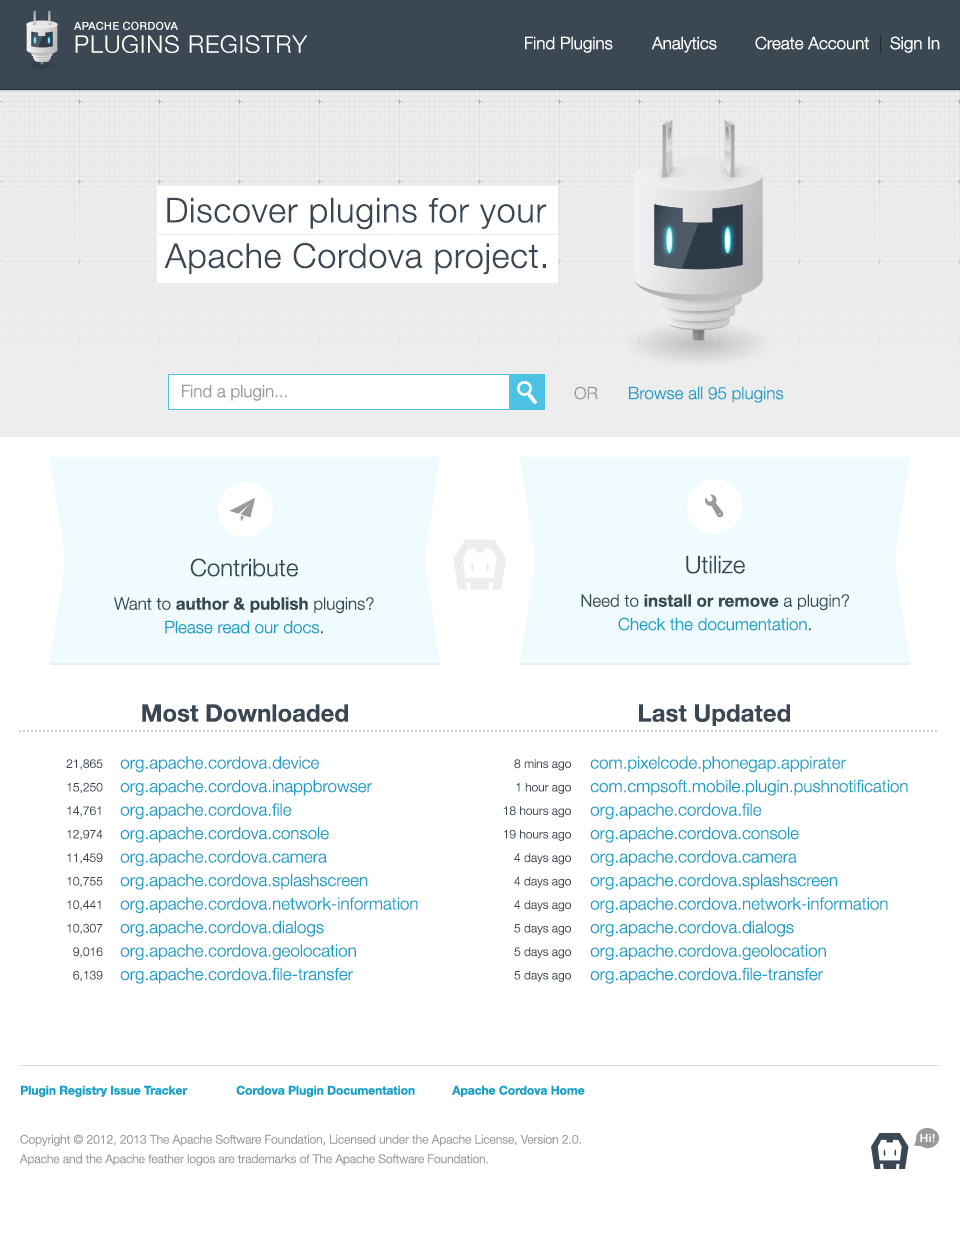 APACHE CORDOVA
PLUGINS REGISTRY
Find Plugins
Analytics
Create Account
Sign In
Discover plugins for your
Apache Cordova project.
Find a plugin...
OR
Browse all 95 plugins
Contribute
Want to author & publish plugins?
Please read our docs.
Utilize
Need to install or remove a plugin?
Check the documentation.
Most Downloaded
21,865 org.apache.cordova.device
15,250 org.apache.cordova.inappbrowser
14,761 org.apache.cordova.file
12,974 org.apache.cordova.console
11,459 org.apache.cordova.camera
10,755 org.apache.cordova.splashscreen
10,441 org.apache.cordova.network-information
10,307 org.apache.cordova.dialogs
9,016 org.apache.cordova.geolocation
6,139 org.apache.cordova.file-transfer
Last Updated
8 mins ago com.pixelcode.phonegap.appirater
1 hour ago com.cmpsoft.mobile.plugin.pushnotification
18 hours ago org.apache.cordova.file
19 hours ago org.apache.cordova.console
4 days ago org.apache.cordova.camera
4 days ago org.apache.cordova.splashscreen
4 days ago org.apache.cordova.network-information
5 days ago org.apache.cordova.dialogs
5 days ago org.apache.cordova.geolocation
5 days ago org.apache.cordova.file-transfer
Plugin Registry Issue Tracker
Cordova Plugin Documentation
Apache Cordova Home
Copyright © 2012, 2013 The Apache Software Foundation, Licensed under the Apache License, Version 2.0.
Apache and the Apache feather logos are trademarks of The Apache Software Foundation.
Hi!